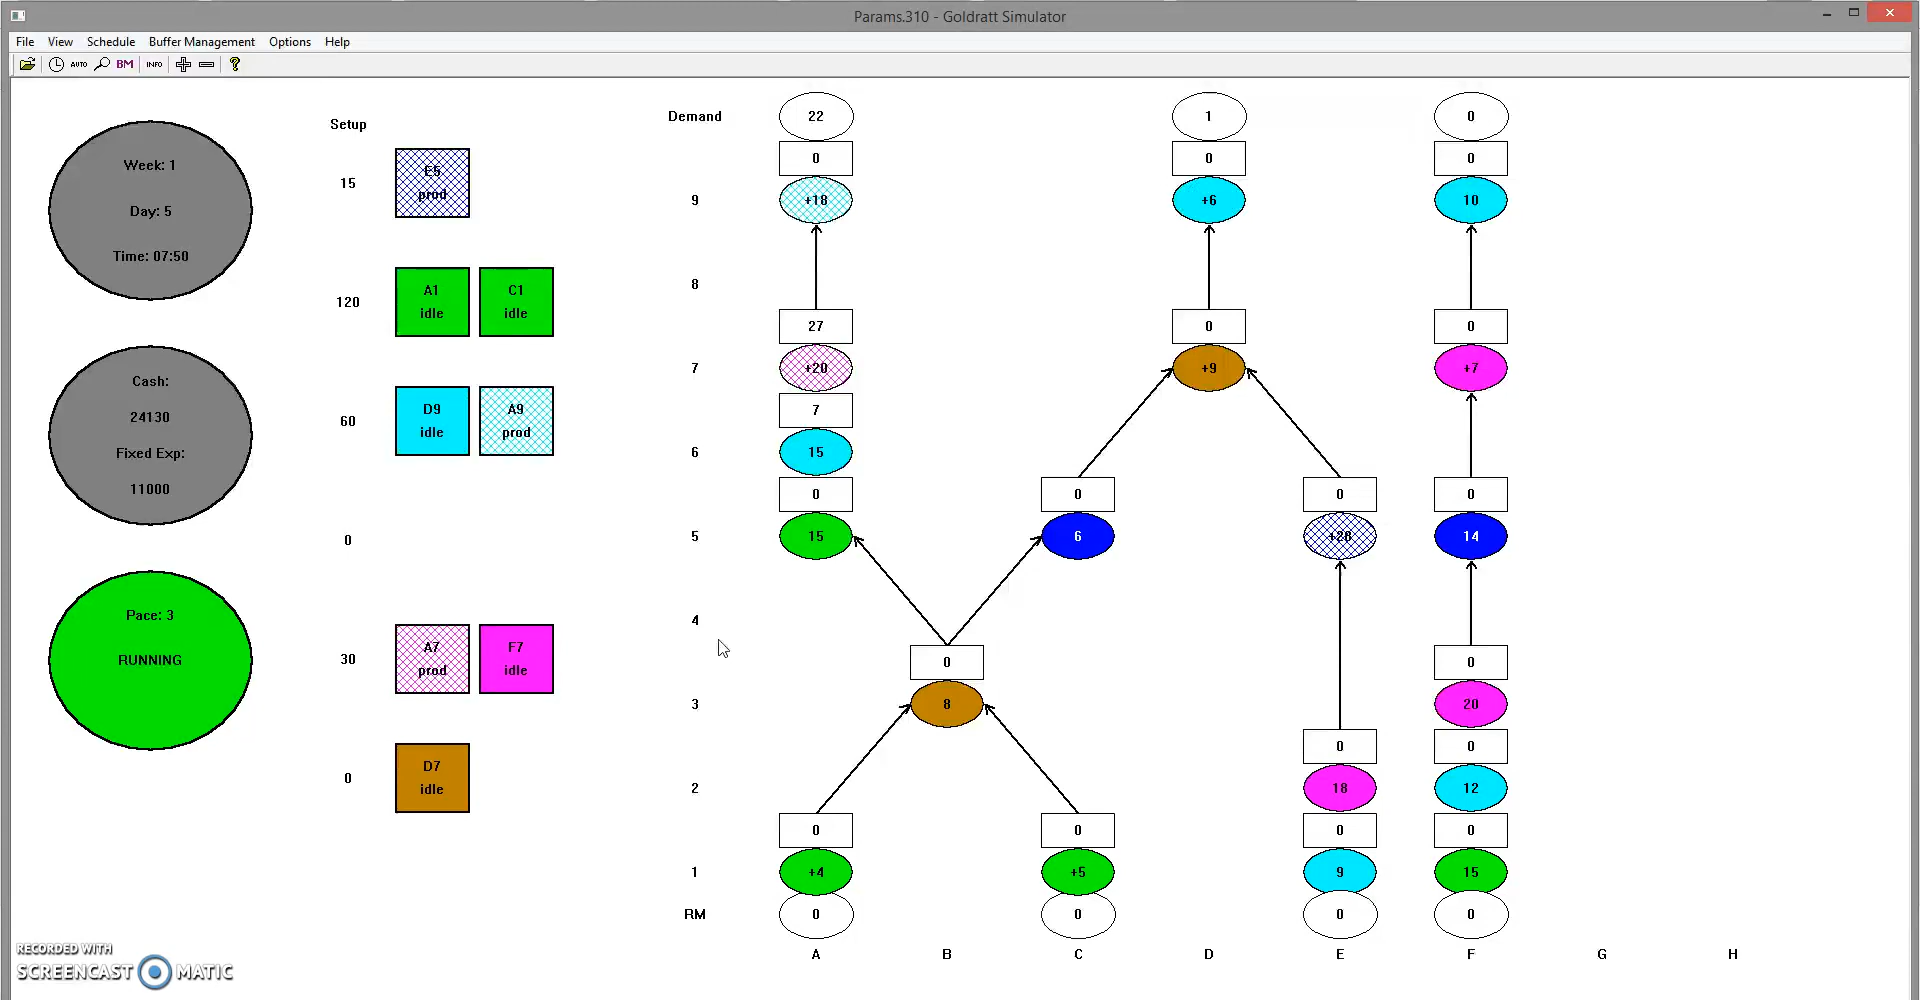 Params.310 - Goldratt Simulator
File View Schedule Buffer Management Options Help
AUTO BM INFO
Week: 1
Day: 5
Time: 07:50
Cash:
24130
Fixed Exp:
11000
Pace: 3
RUNNING
Setup
15
E5
prod
120
A1
idle
C1
idle
60
D9
idle
A9
prod
0
30
A7
prod
F7
idle
0
D7
idle
Demand 22 1 0
0 0 0
9 +18 +6 10
8
27 0 0
7 +20 +9 +7
7
6 15
0 0 0 0
5 15 6 14
4
0 0
3 8 20
0 0
2 18 12
0 0 0 0
1 +4 +5 9 15
RM 0 0 0 0
A B C D E F G H
RECORDED WITH
SCREENCAST MATIC